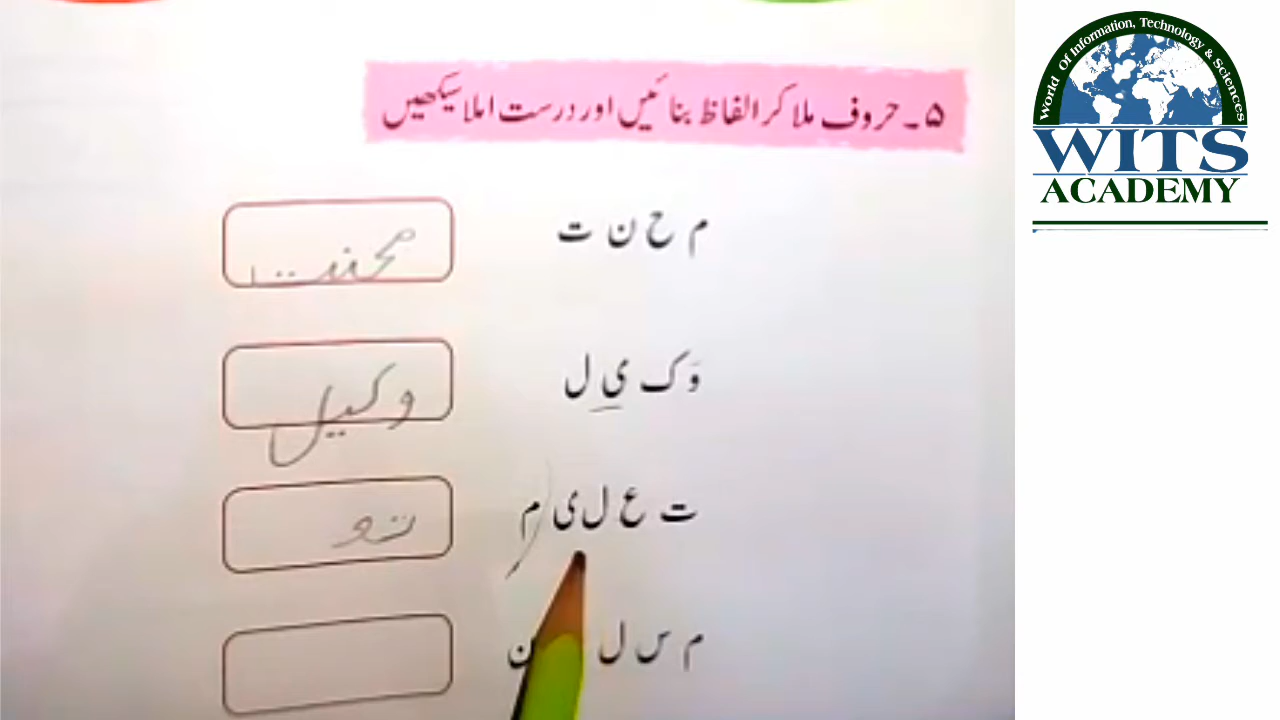 World Of Information, Technology & Sciences
WITS
ACADEMY
۵۔ حروف ملا کر الفاظ بنائیں اور درست املا سیکھیں
م ح ن ت
محنت
وَ ک ی ل
وکیل
ت ع ل ی م
م س ل ن